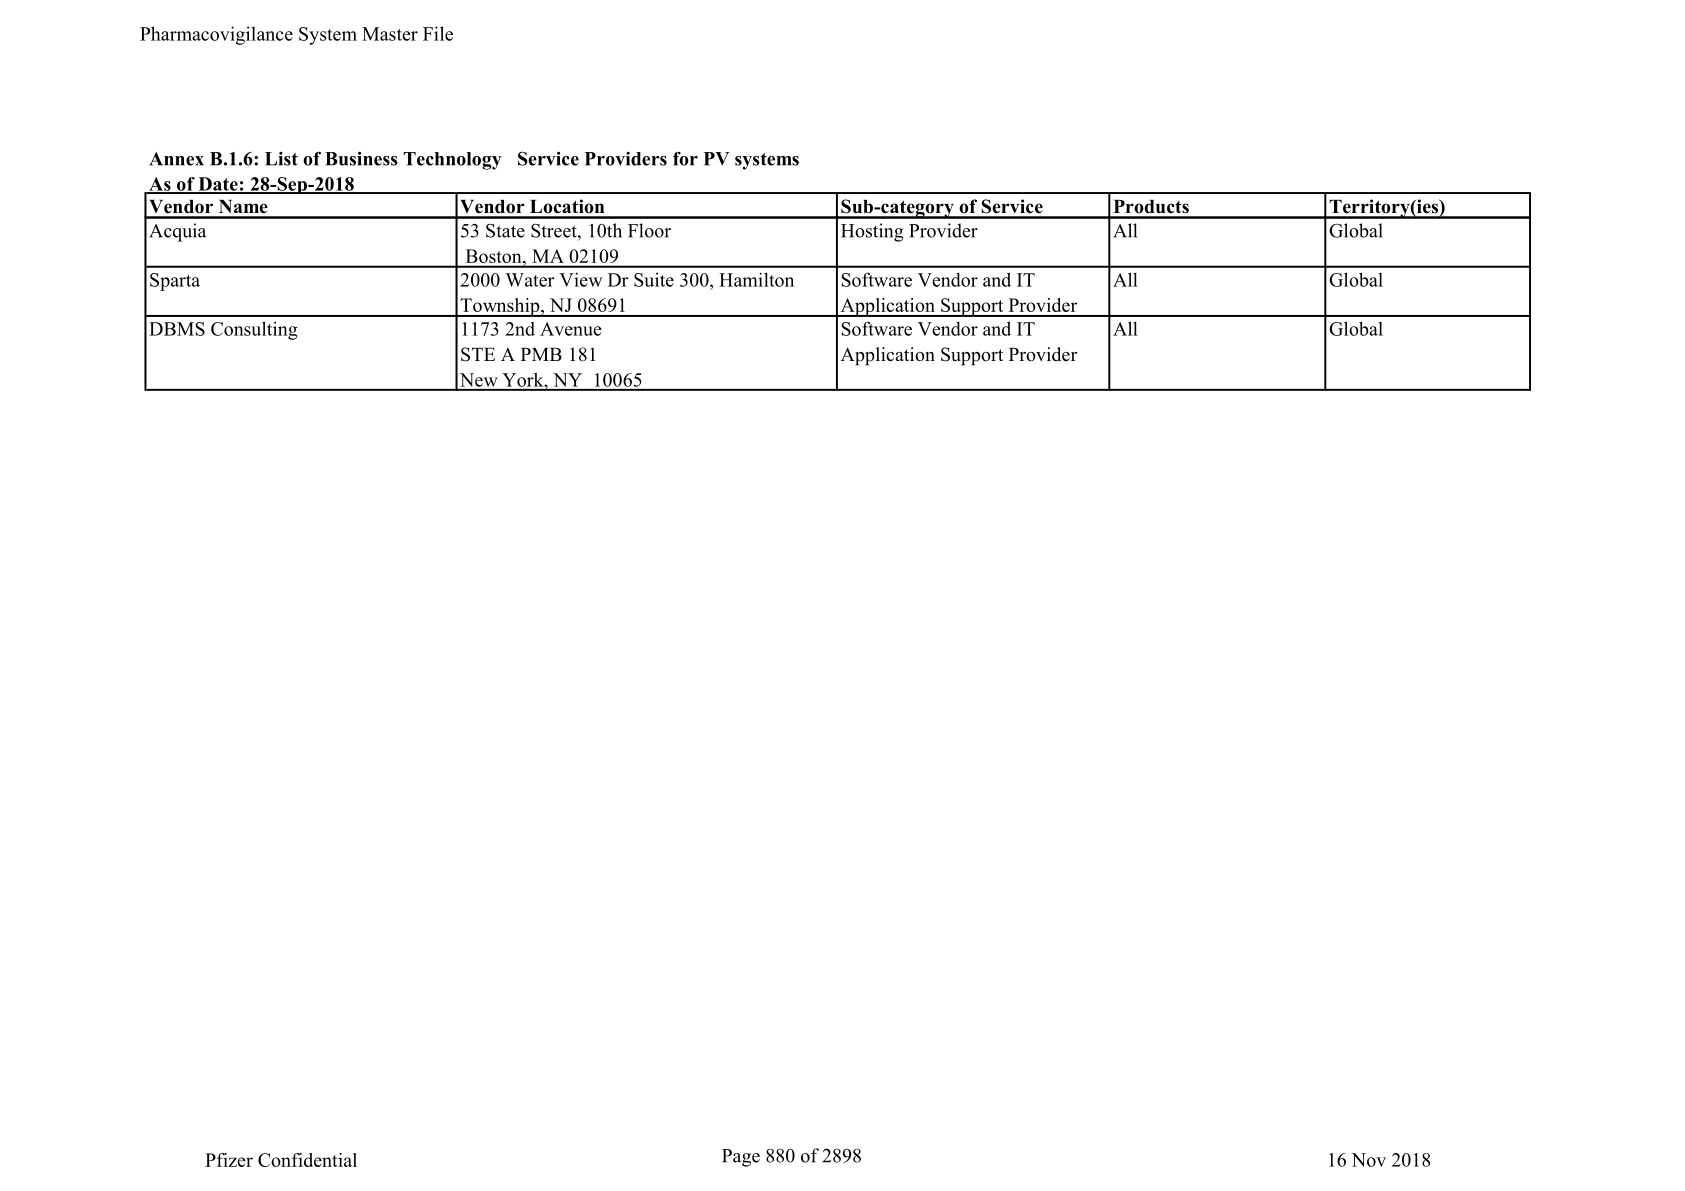 Pharmacovigilance System Master File
Annex B.1.6: List of Business Technology   Service Providers for PV systems
As of Date: 28-Sep-2018
Vendor Name Vendor Location Sub-category of Service Products Territory(ies)
Acquia 53 State Street, 10th Floor Hosting Provider All Global
Boston, MA 02109
Sparta 2000 Water View Dr Suite 300, Hamilton Software Vendor and IT All Global
Township, NJ 08691 Application Support Provider
DBMS Consulting 1173 2nd Avenue Software Vendor and IT All Global
STE A PMB 181 Application Support Provider
New York, NY  10065
Pfizer Confidential Page 880 of 2898 16 Nov 2018